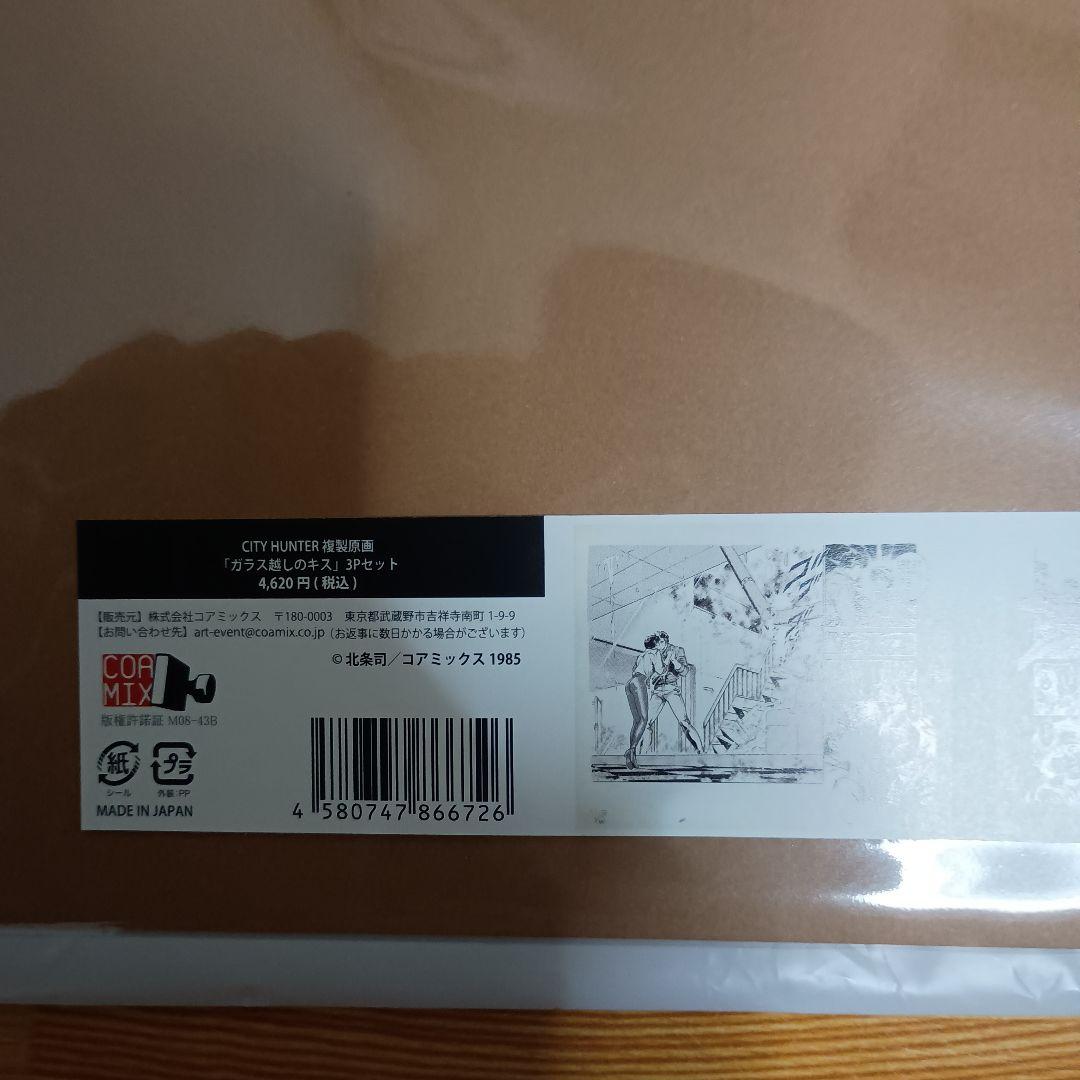 CITY HUNTER 複製原画
「ガラス越しのキス」3Pセット
4,620 円 ( 税込 )
【販売元】株式会社コアミックス 〒180-0003 東京都武蔵野市吉祥寺南町 1-9-9
【お問い合わせ先】art-event@coamix.co.jp（お返事に数日かかる場合がございます）
© 北条司／コアミックス 1985
COA
MIX
版権許諾証 M08-43B
紙 プラ
シール 外装:PP
MADE IN JAPAN
4 580747 866726